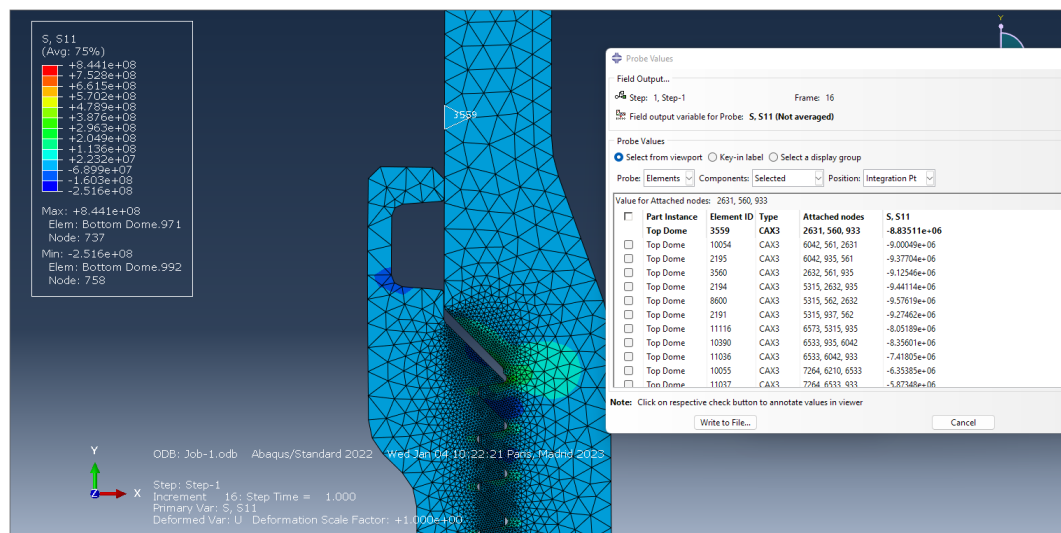 S, S11
(Avg: 75%)
+8.441e+08
+7.528e+08
+6.615e+08
+5.702e+08
+4.789e+08
+3.876e+08
+2.963e+08
+2.049e+08
+1.136e+08
+2.232e+07
-6.899e+07
-1.603e+08
-2.516e+08
Max: +8.441e+08
Elem: Bottom Dome.971
Node: 737
Min: -2.516e+08
Elem: Bottom Dome.992
Node: 758
3559
Y
Probe Values
Field Output...
Step: 1, Step-1 Frame: 16
Field output variable for Probe: S, S11 (Not averaged)
Probe Values
Select from viewport Key-in label Select a display group
Probe: Elements Components: Selected Position: Integration Pt
Value for Attached nodes: 2631, 560, 933
Part Instance Element ID Type Attached nodes S, S11
Top Dome 3559 CAX3 2631, 560, 933 -8.83511e+06
Top Dome 10054 CAX3 6042, 561, 2631 -9.00049e+06
Top Dome 2195 CAX3 6042, 935, 561 -9.37704e+06
Top Dome 3560 CAX3 2632, 561, 935 -9.12546e+06
Top Dome 2194 CAX3 5315, 2632, 935 -9.44114e+06
Top Dome 8600 CAX3 5315, 562, 2632 -9.57619e+06
Top Dome 2191 CAX3 5315, 937, 562 -9.27462e+06
Top Dome 11116 CAX3 6573, 5315, 935 -8.05189e+06
Top Dome 10390 CAX3 6533, 935, 6042 -8.35601e+06
Top Dome 11036 CAX3 6533, 6042, 933 -7.41805e+06
Top Dome 10055 CAX3 7264, 6210, 6533 -6.35385e+06
Top Dome 11037 CAX3 7264, 6533, 933 -5.87348e+06
Note: Click on respective check button to annotate values in viewer
Write to File... Cancel
Y
Z X
ODB: Job-1.odb Abaqus/Standard 2022 Wed Jan 04 10:22:21 Paris, Madrid 2023
Step: Step-1
Increment 16: Step Time = 1.000
Primary Var: S, S11
Deformed Var: U Deformation Scale Factor: +1.000e+00